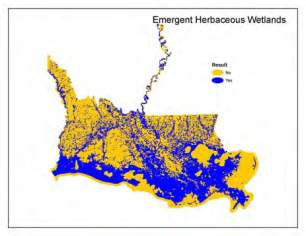 Emergent Herbaceous Wetlands
Result
No
Yes